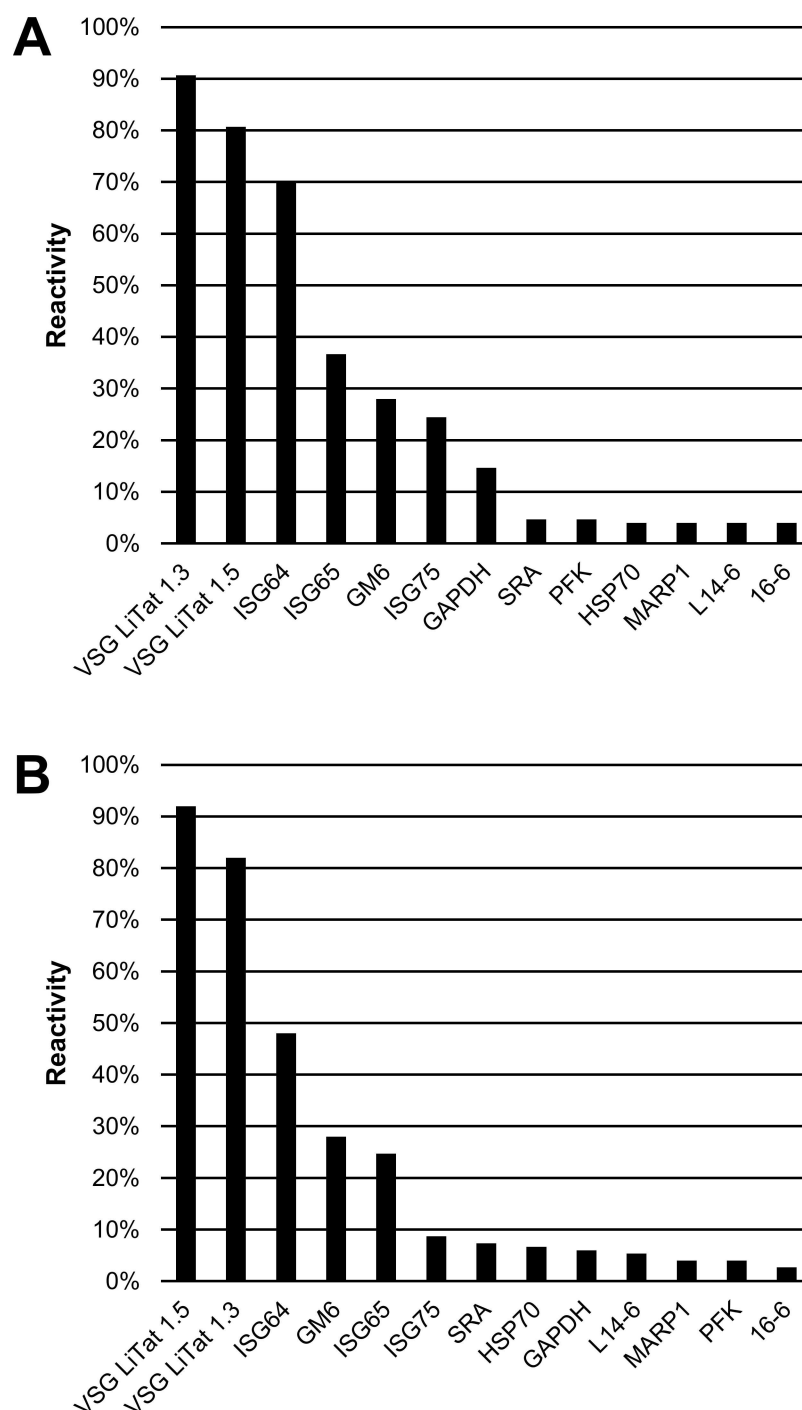 A
100%
90%
80%
70%
60%
50%
40%
30%
20%
10%
0%
Reactivity
VSG LiTat 1.3
VSG LiTat 1.5
ISG64
ISG65
GM6
ISG75
GAPDH
SRA
PFK
HSP70
MARP1
L14-6
16-6
B
100%
90%
80%
70%
60%
50%
40%
30%
20%
10%
0%
Reactivity
VSG LiTat 1.5
VSG LiTat 1.3
ISG64
GM6
ISG65
ISG75
SRA
HSP70
GAPDH
L14-6
MARP1
PFK
16-6